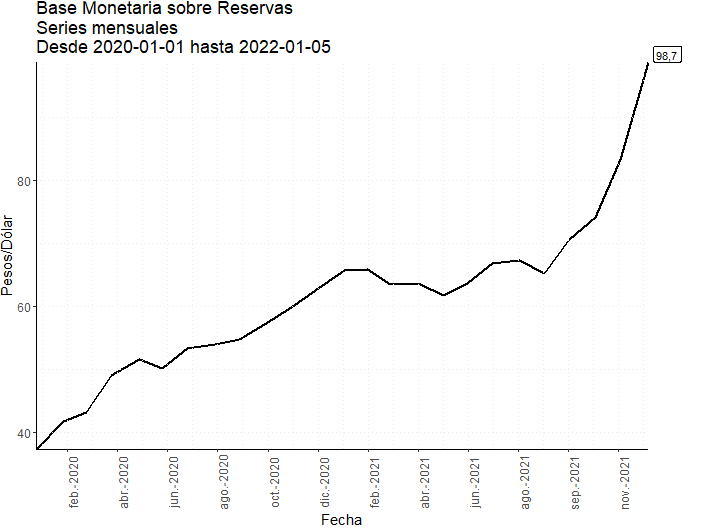 Base Monetaria sobre Reservas
Series mensuales
Desde 2020-01-01 hasta 2022-01-05
98,7
80
60
40
Pesos/Dólar
feb.-2020
abr.-2020
jun.-2020
ago.-2020
oct.-2020
dic.-2020
feb.-2021
abr.-2021
jun.-2021
ago.-2021
sep.-2021
nov.-2021
Fecha